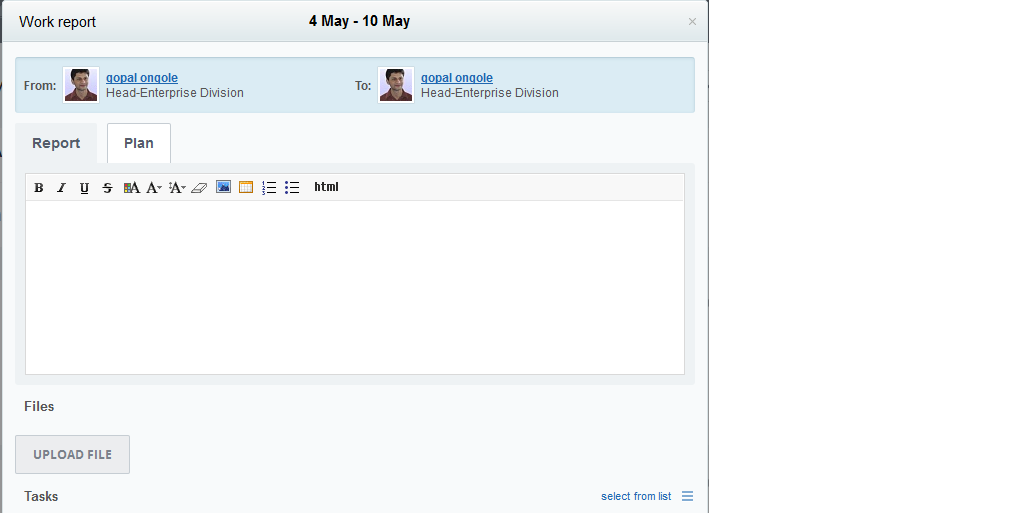 Work report 4 May - 10 May ×
From: gopal ongole To: gopal ongole
Head-Enterprise Division Head-Enterprise Division
Report Plan
B I U S A A A html
Files
UPLOAD FILE
Tasks select from list